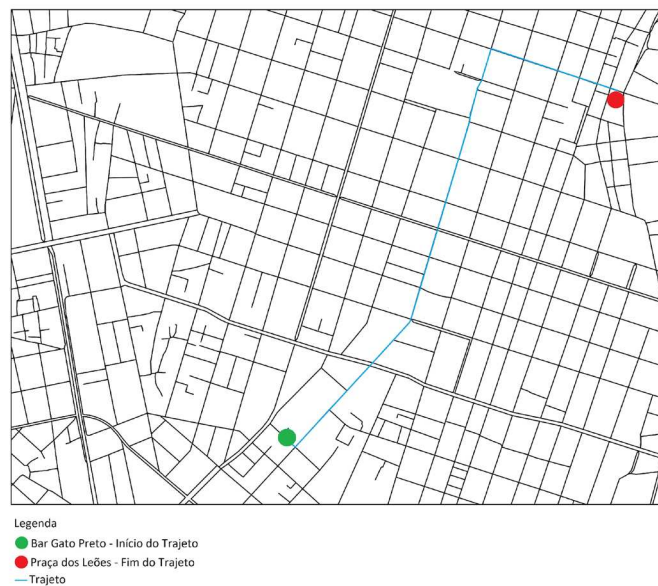 Legenda
Bar Gato Preto - Início do Trajeto
Praça dos Leões - Fim do Trajeto
Trajeto